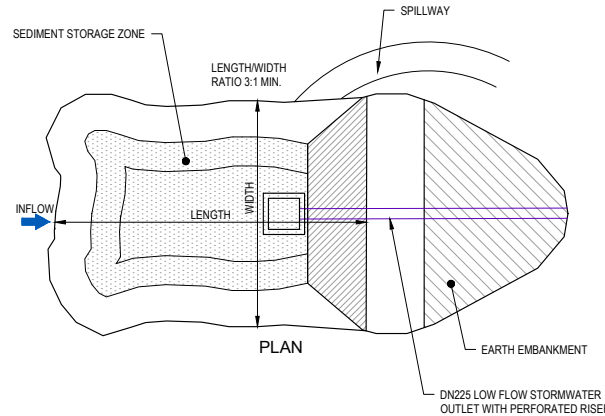 SPILLWAY
SEDIMENT STORAGE ZONE
LENGTH/WIDTH
RATIO 3:1 MIN.
INFLOW
LENGTH
WIDTH
PLAN
EARTH EMBANKMENT
DN225 LOW FLOW STORMWATER
OUTLET WITH PERFORATED RISER